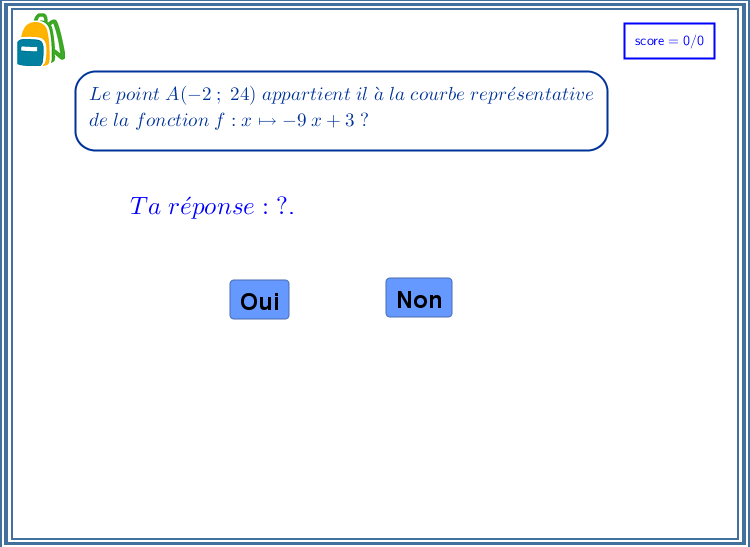 score = 0/0
Le point A(−2 ; 24) appartient il à la courbe représentative
de la fonction f : x ↦ −9 x + 3 ?
Ta réponse : ?.
Oui Non